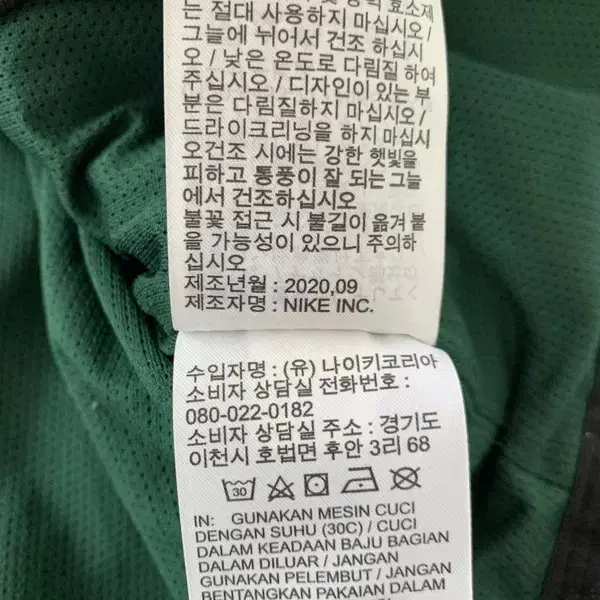 효소제
는 절대 사용하지 마십시오 /
그늘에 뉘어서 건조 하십시
오 / 낮은 온도로 다림질 하여
주십시오 / 디자인이 있는 부
분은 다림질하지 마십시오 /
드라이크리닝을 하지 마십시
오건조 시에는 강한 햇빛을
피하고 통풍이 잘 되는 그늘
에서 건조하십시오
불꽃 접근 시 불길이 옮겨 붙
을 가능성이 있으니 주의하
십시오
제조년월 : 2020,09
제조자명 : NIKE INC.
수입자명 : (유) 나이키코리아
소비자 상담실 전화번호 :
080-022-0182
소비자 상담실 주소 : 경기도
이천시 호법면 후안 3리 68
30
IN: GUNAKAN MESIN CUCI
DENGAN SUHU (30C) / CUCI
DALAM KEADAAN BAJU BAGIAN
DALAM DILUAR / JANGAN
GUNAKAN PELEMBUT / JANGAN
BENTANGKAN PAKAIAN DALAM